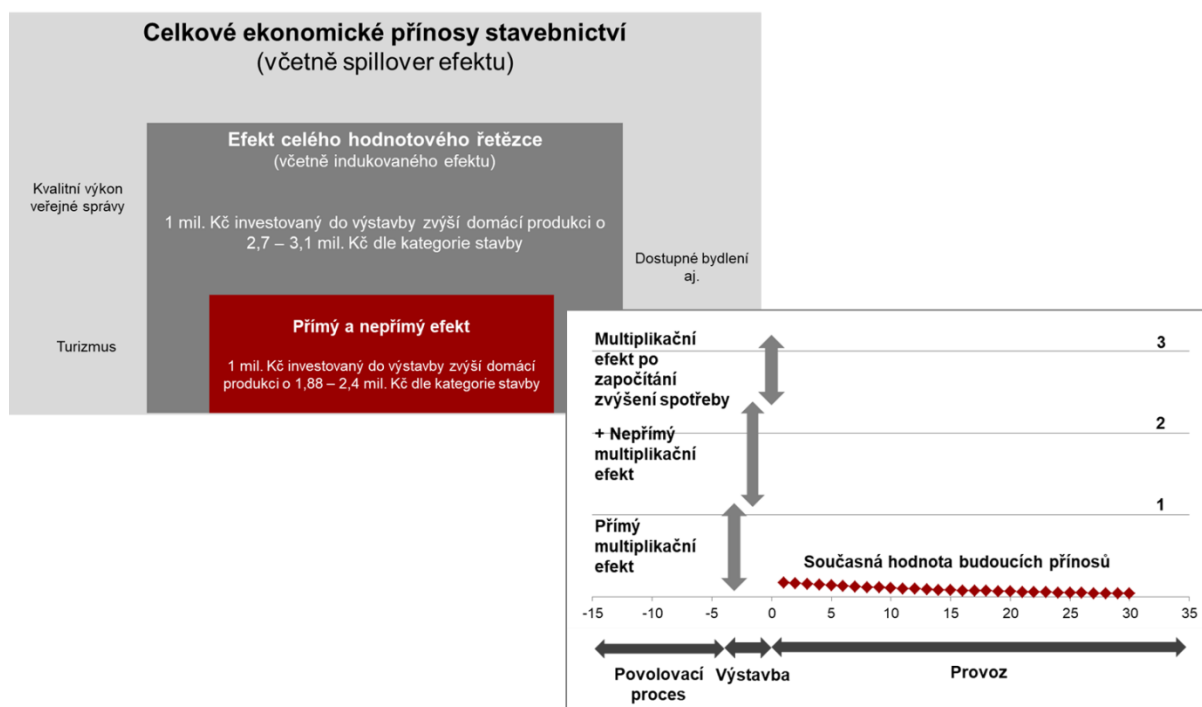 Celkové ekonomické přínosy stavebnictví
(včetně spillover efektu)
Efekt celého hodnotového řetězce
(včetně indukovaného efektu)
Kvalitní výkon
veřejné správy
1 mil. Kč investovaný do výstavby zvýší domácí produkci o
2,7 – 3,1 mil. Kč dle kategorie stavby
Dostupné bydlení
aj.
Turizmus
Přímý a nepřímý efekt
1 mil. Kč investovaný do výstavby zvýší domácí
produkci o 1,88 – 2,4 mil. Kč dle kategorie stavby
Multiplikační
efekt po
započítání
zvýšení spotřeby
3
+ Nepřímý
multiplikační
efekt
2
Přímý
multiplikační
efekt
1
Současná hodnota budoucích přínosů
-15 -10 -5 0 5 10 15 20 25 30 35
Povolovací
proces
Výstavba
Provoz